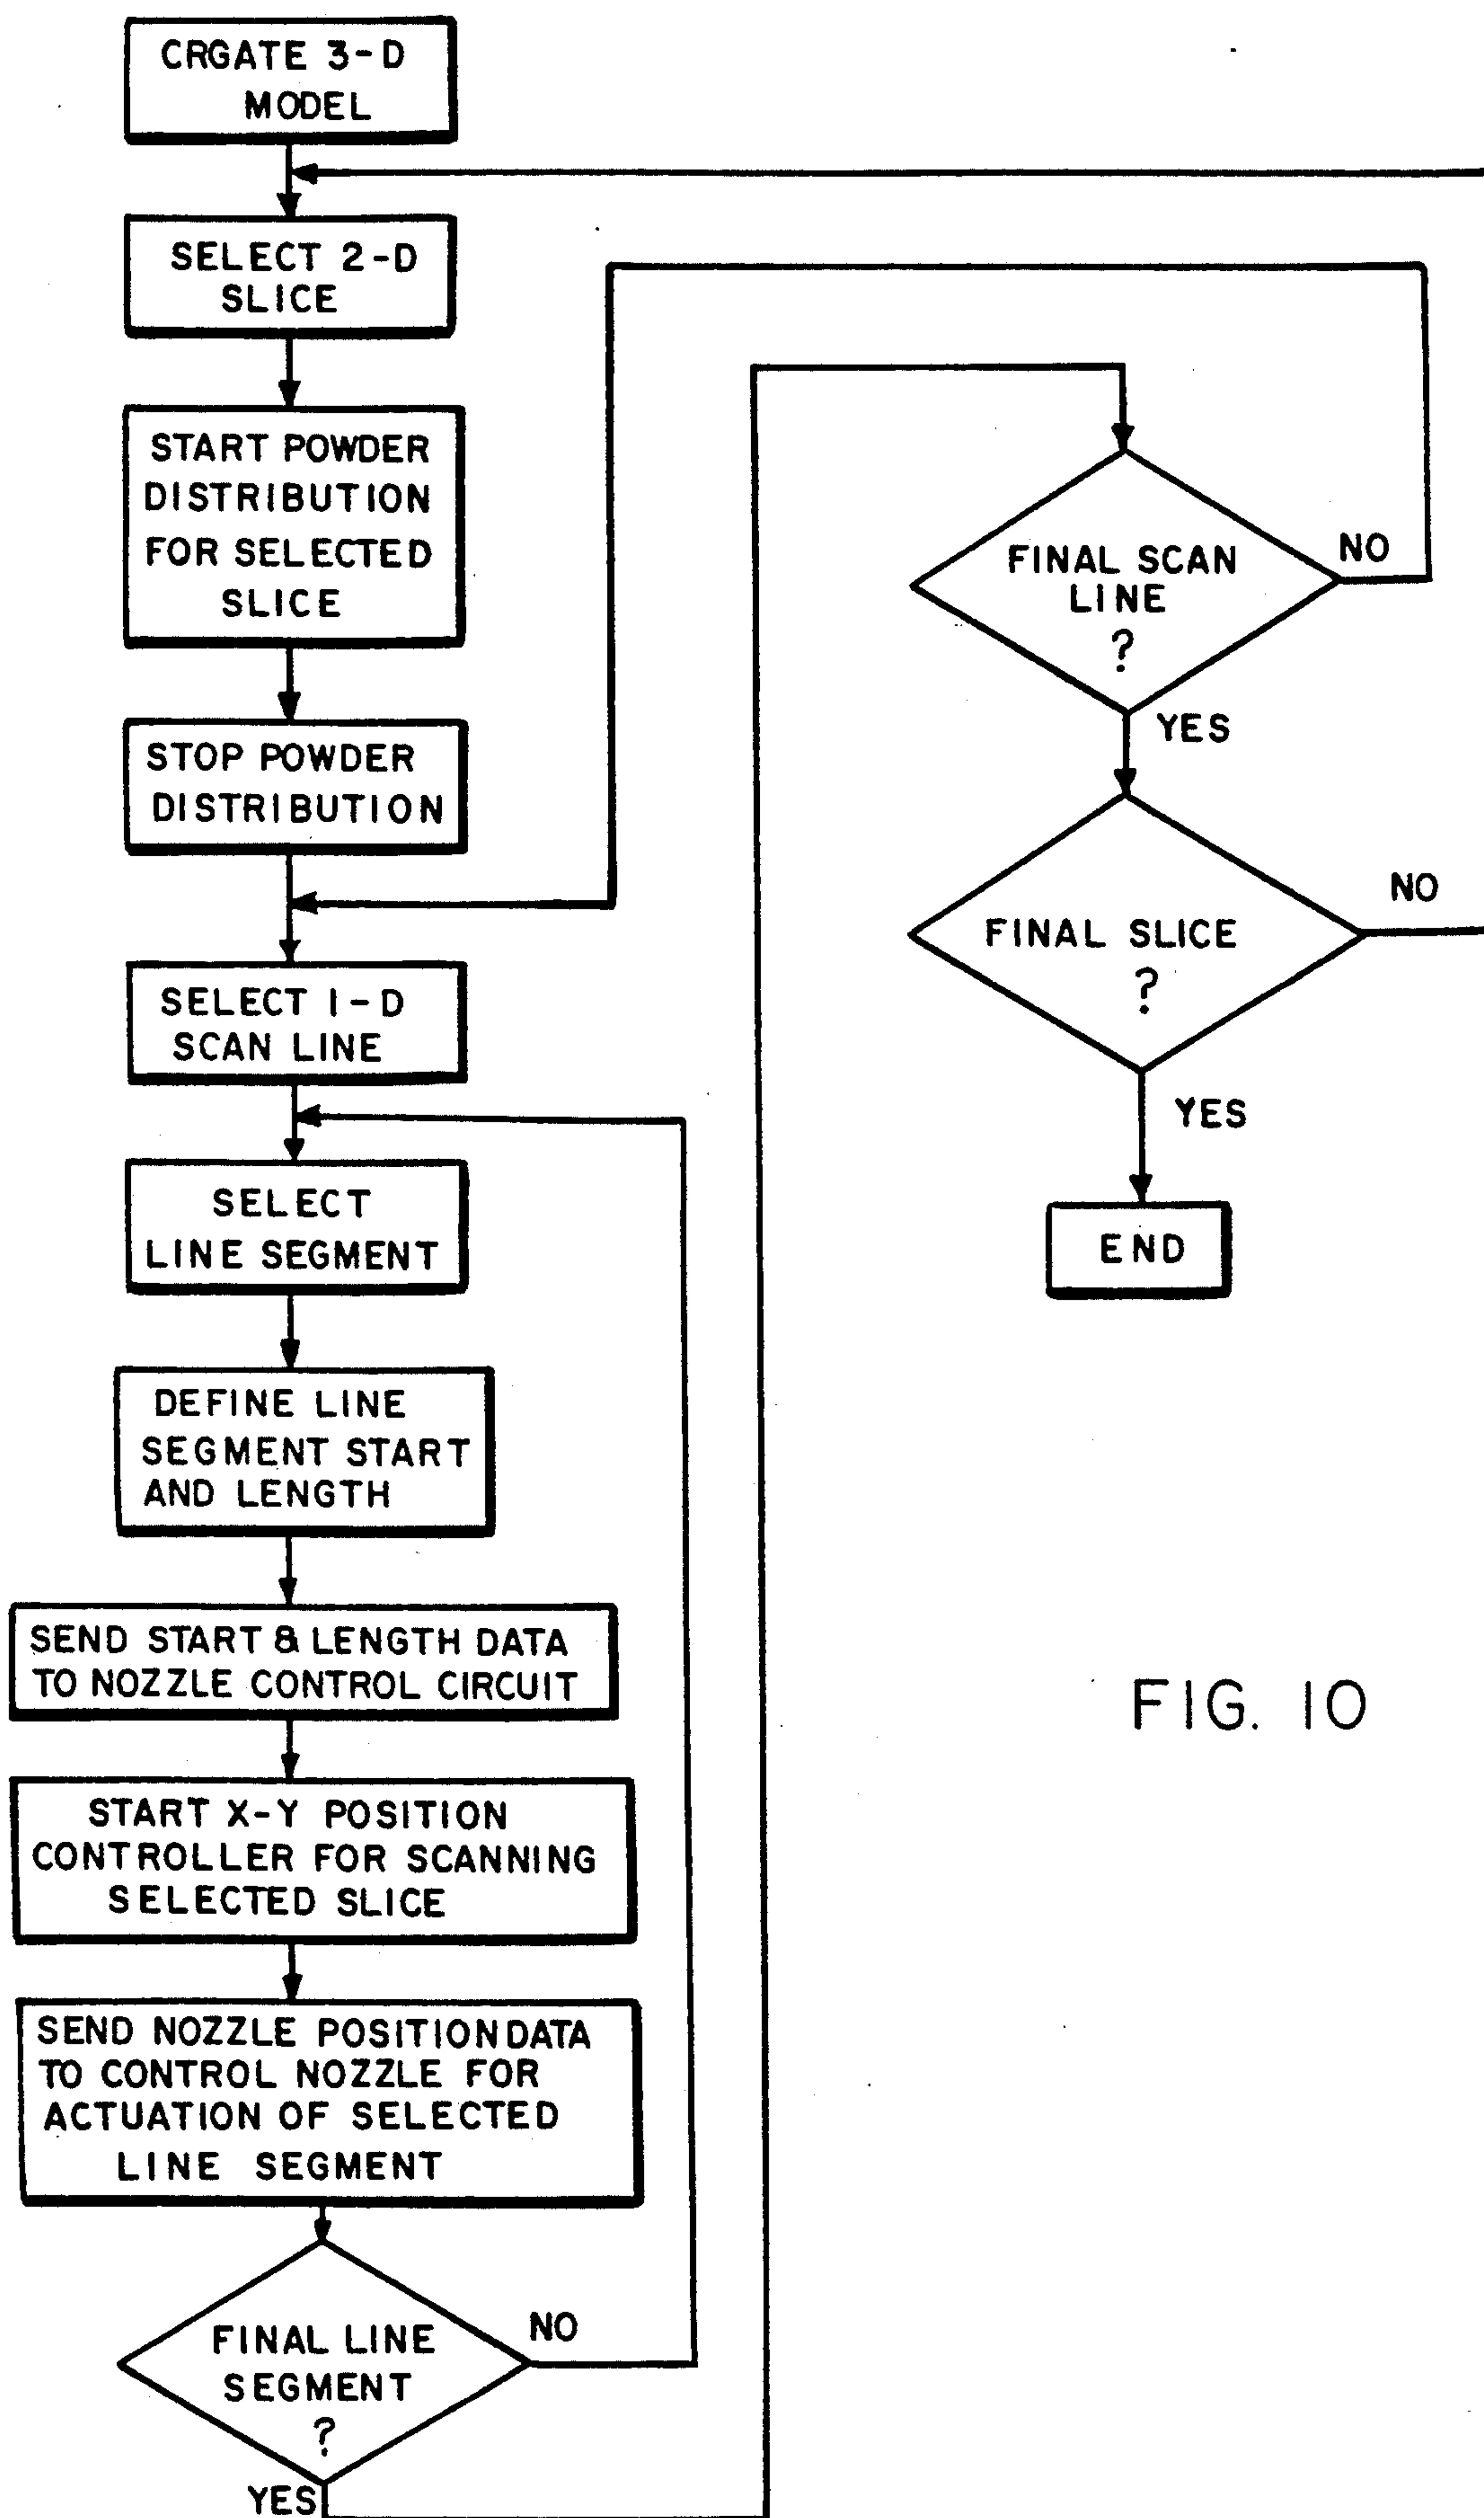 CRGATE 3-D
MODEL
SELECT 2-D
SLICE
START POWDER
DISTRIBUTION
FOR SELECTED
SLICE
STOP POWDER
DISTRIBUTION
SELECT 1-D
SCAN LINE
SELECT
LINE SEGMENT
DEFINE LINE
SEGMENT START
AND LENGTH
SEND START & LENGTH DATA
TO NOZZLE CONTROL CIRCUIT
START X-Y POSITION
CONTROLLER FOR SCANNING
SELECTED SLICE
SEND NOZZLE POSITION DATA
TO CONTROL NOZZLE FOR
ACTUATION OF SELECTED
LINE SEGMENT
FINAL LINE
SEGMENT
?
NO
YES
FINAL SCAN
LINE
?
NO
YES
FINAL SLICE
?
NO
YES
END
FIG. 10